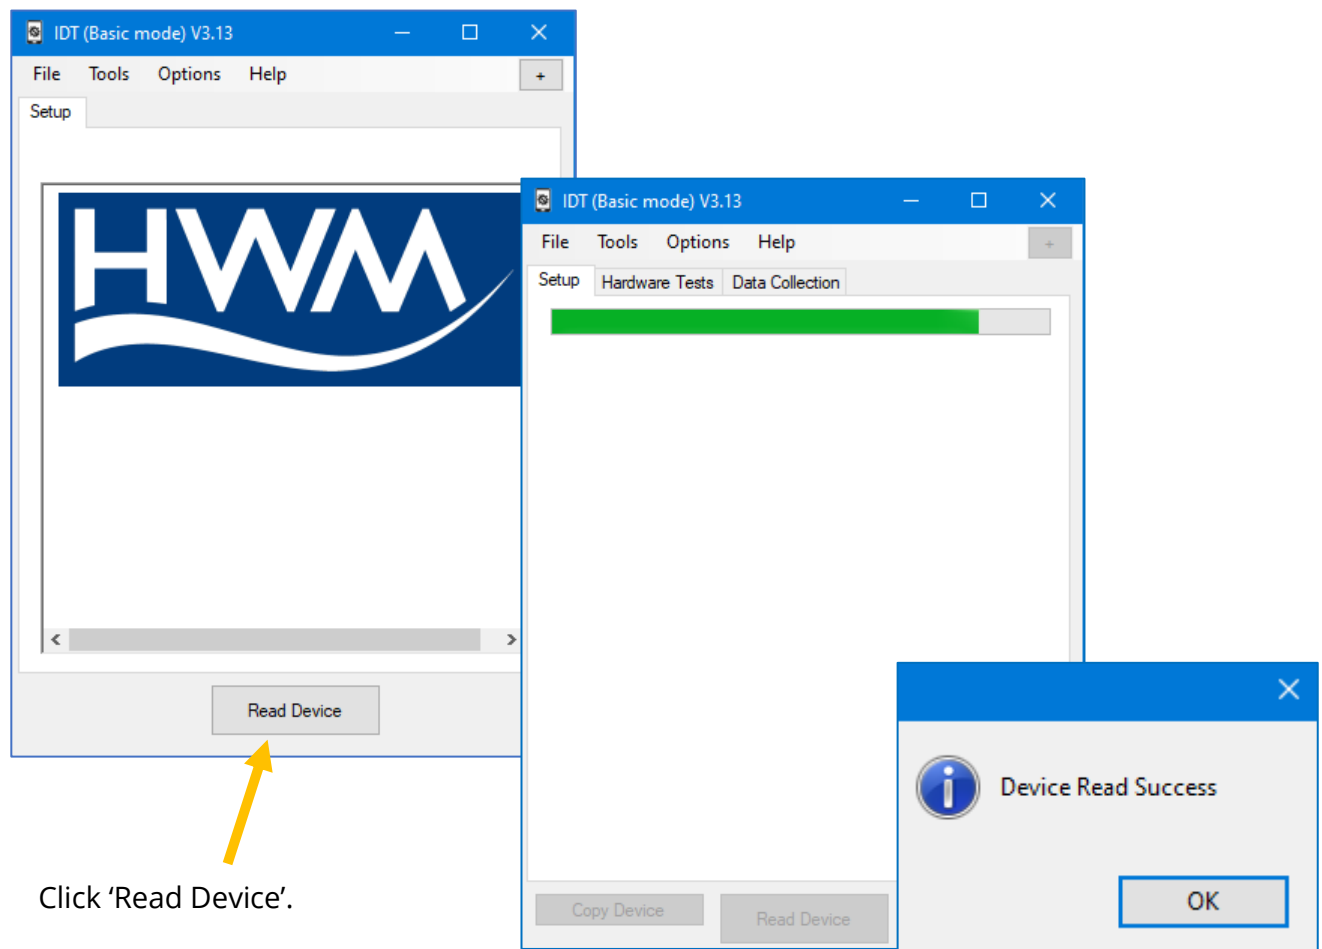 IDT (Basic mode) V3.13
File Tools Options Help +
Setup
HWM
Read Device
Click ‘Read Device’.
IDT (Basic mode) V3.13
File Tools Options Help +
Setup Hardware Tests Data Collection
Copy Device Read Device
Device Read Success
OK